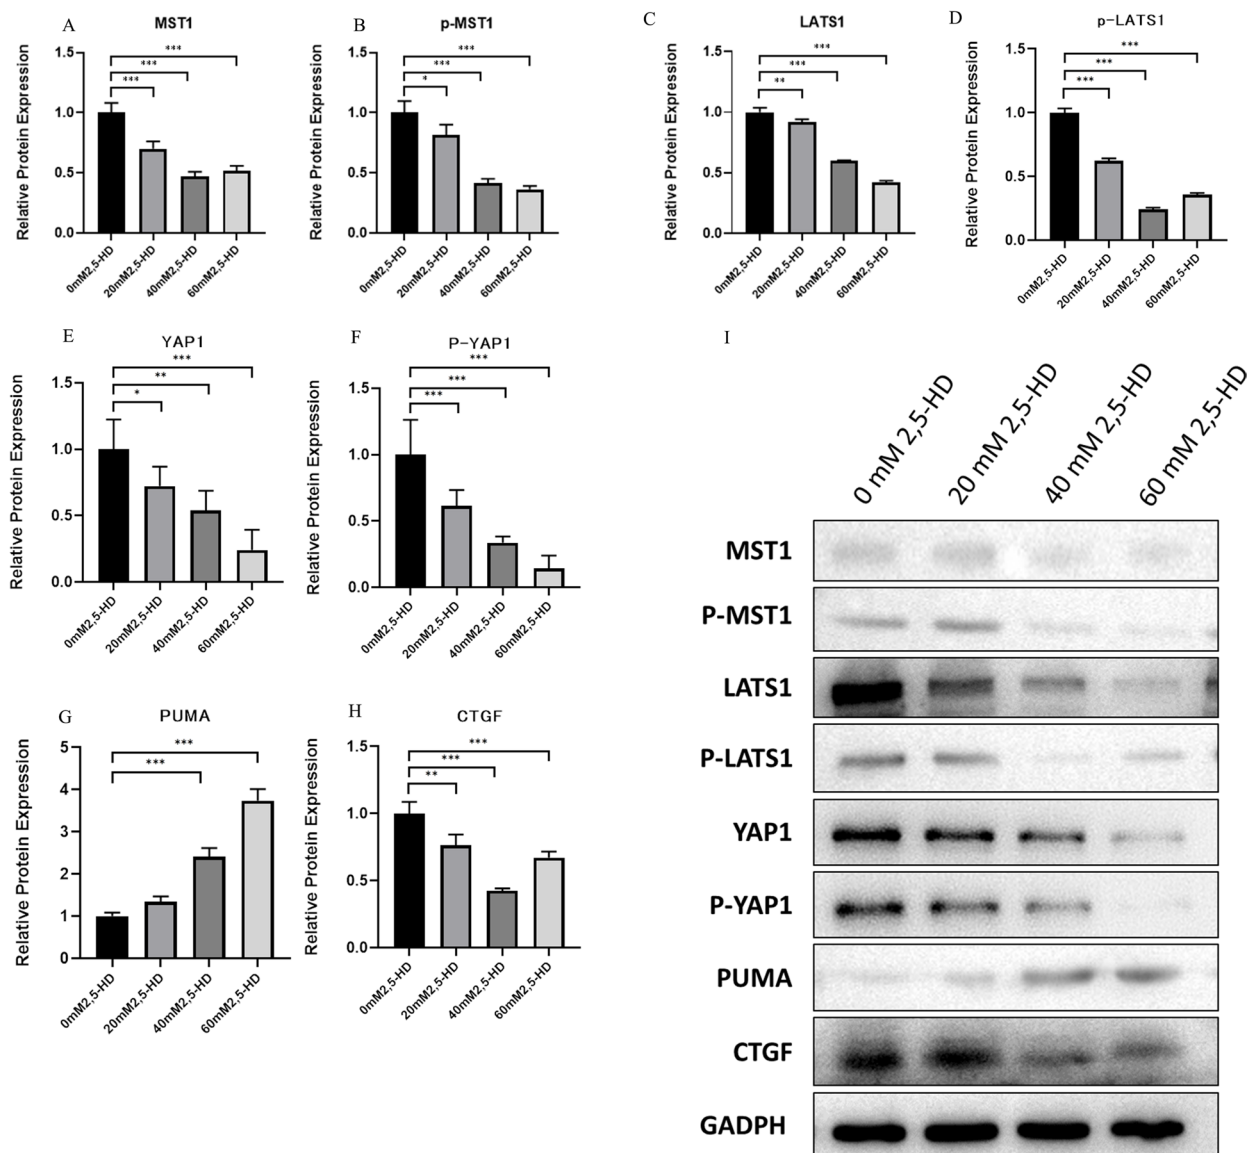 A
MST1
Relative Protein Expression
1.5
1.0
0.5
0.0
***
***
***
0mM2,5-HD
20mM2,5-HD
40mM2,5-HD
60mM2,5-HD
B
p-MST1
Relative Protein Expression
1.5
1.0
0.5
0.0
***
***
*
0mM2,5-HD
20mM2,5-HD
40mM2,5-HD
60mM2,5-HD
C
LATS1
Relative Protein Expression
1.5
1.0
0.5
0.0
***
***
**
0mM2,5-HD
20mM2,5-HD
40mM2,5-HD
60mM2,5-HD
D
p-LATS1
Relative Protein Expression
1.5
1.0
0.5
0.0
***
***
***
0mM2,5-HD
20mM2,5-HD
40mM2,5-HD
60mM2,5-HD
E
YAP1
Relative Protein Expression
1.5
1.0
0.5
0.0
***
**
*
0mM2,5-HD
20mM2,5-HD
40mM2,5-HD
60mM2,5-HD
F
P-YAP1
Relative Protein Expression
1.5
1.0
0.5
0.0
***
***
***
0mM2,5-HD
20mM2,5-HD
40mM2,5-HD
60mM2,5-HD
G
PUMA
Relative Protein Expression
5
4
3
2
1
0
***
***
0mM2,5-HD
20mM2,5-HD
40mM2,5-HD
60mM2,5-HD
H
CTGF
Relative Protein Expression
1.5
1.0
0.5
0.0
***
***
**
0mM2,5-HD
20mM2,5-HD
40mM2,5-HD
60mM2,5-HD
I
0 mM 2,5-HD
20 mM 2,5-HD
40 mM 2,5-HD
60 mM 2,5-HD
MST1
P-MST1
LATS1
P-LATS1
YAP1
P-YAP1
PUMA
CTGF
GADPH